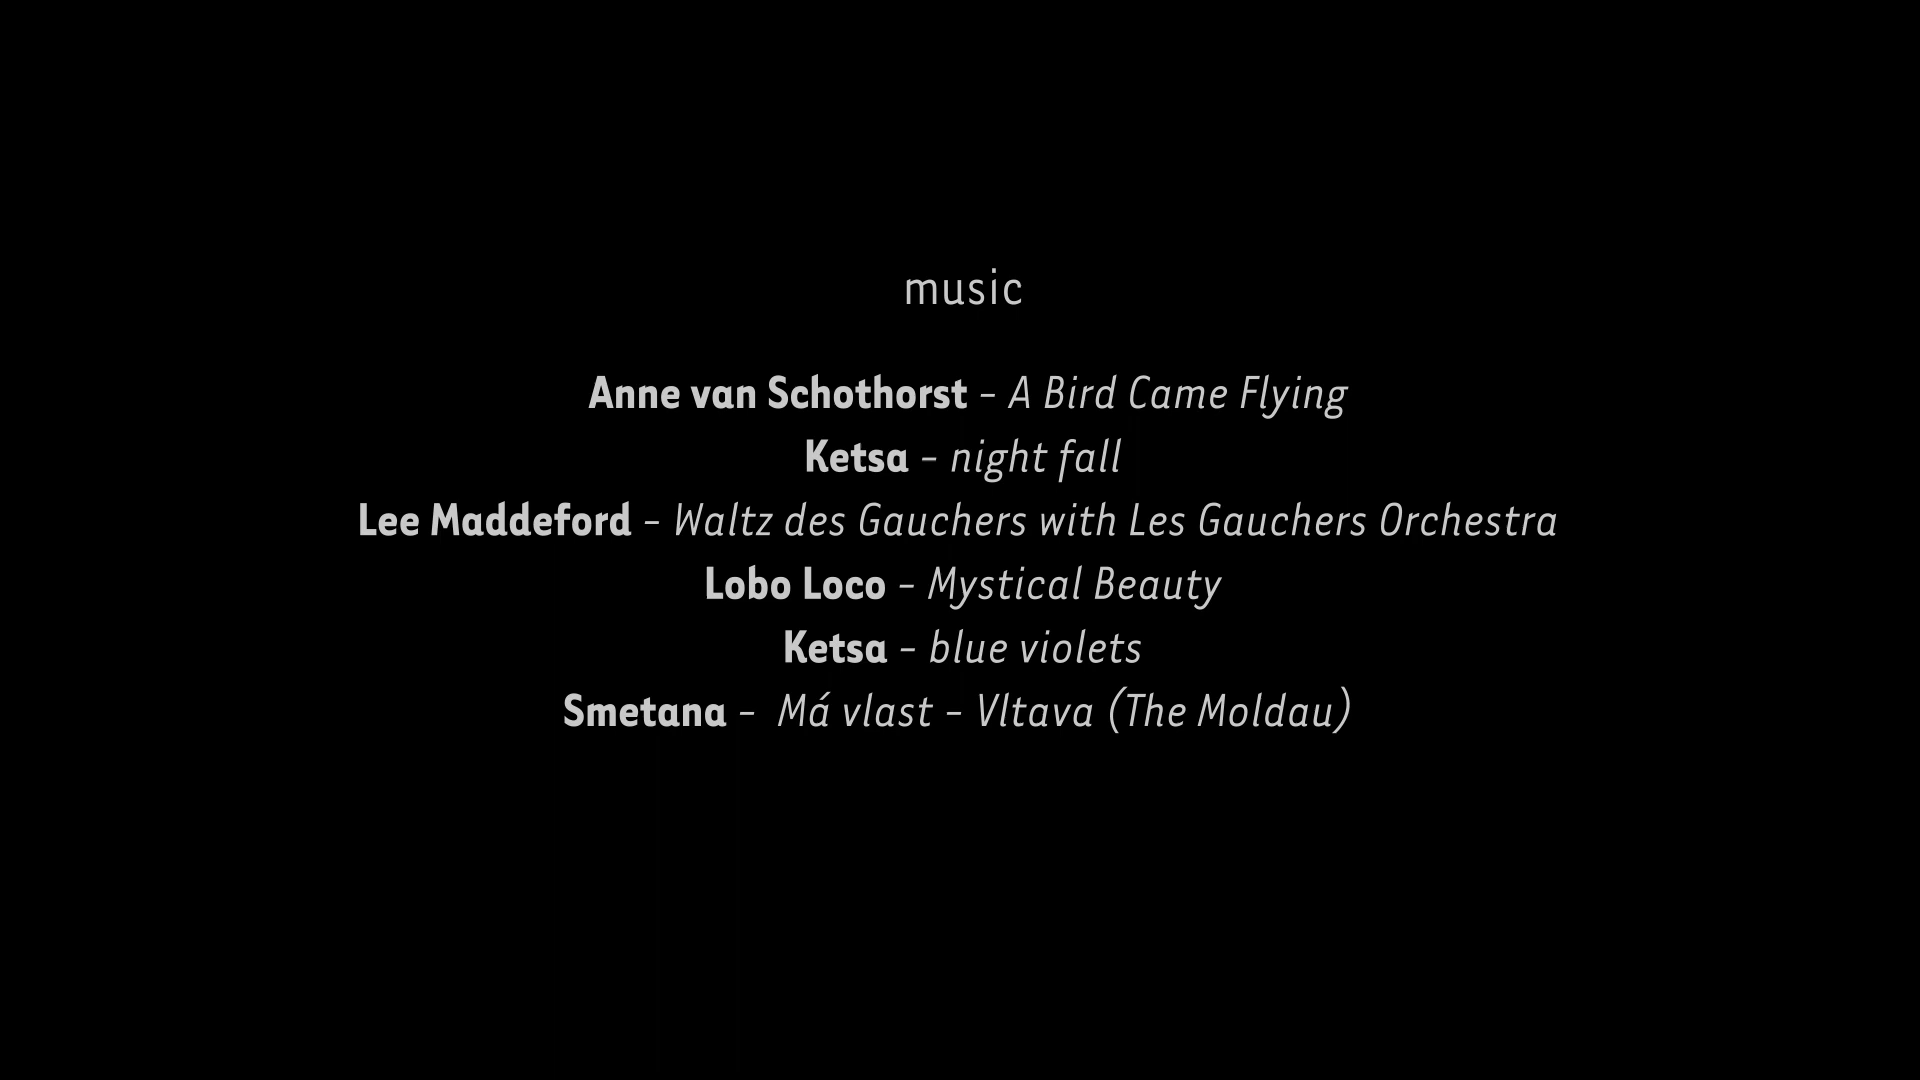 music
Anne van Schothorst – A Bird Came Flying
Ketsa – night fall
Lee Maddeford – Waltz des Gauchers with Les Gauchers Orchestra
Lobo Loco – Mystical Beauty
Ketsa – blue violets
Smetana –  Má vlast – Vltava (The Moldau)